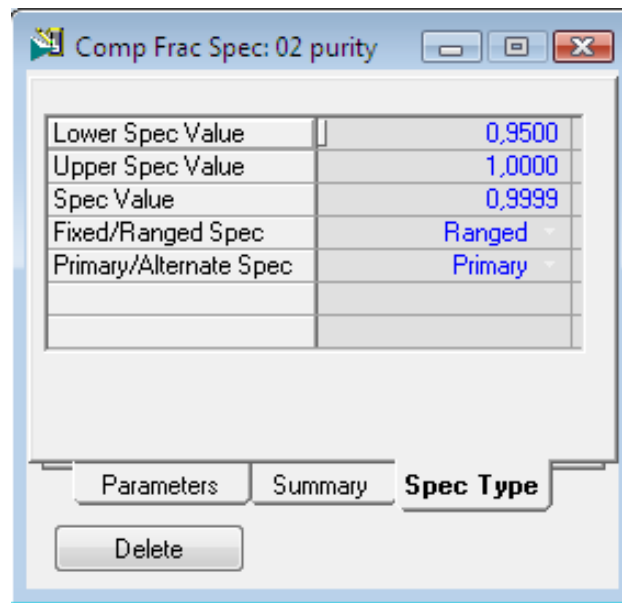 Comp Frac Spec: 02 purity
Lower Spec Value 0,9500
Upper Spec Value 1,0000
Spec Value 0,9999
Fixed/Ranged Spec Ranged
Primary/Alternate Spec Primary
Parameters Summary Spec Type
Delete